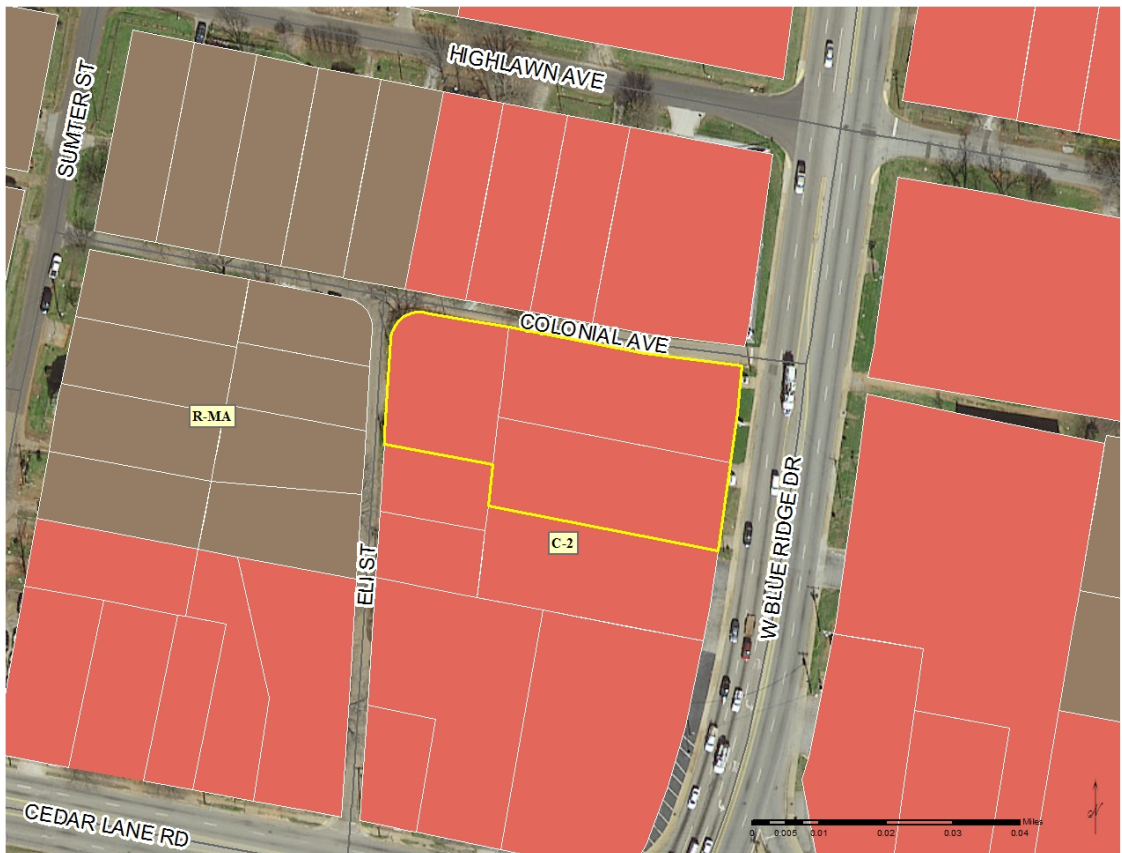 HIGHLAWN AVE
SUMTER ST
COLONIAL AVE
R-MA
W BLUE RIDGE DR
C-2
ELI ST
CEDAR LANE RD
N
Miles
0 0.005 0.01 0.02 0.03 0.04